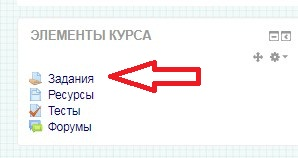 ЭЛЕМЕНТЫ КУРСА
Задания
Ресурсы
Тесты
Форумы